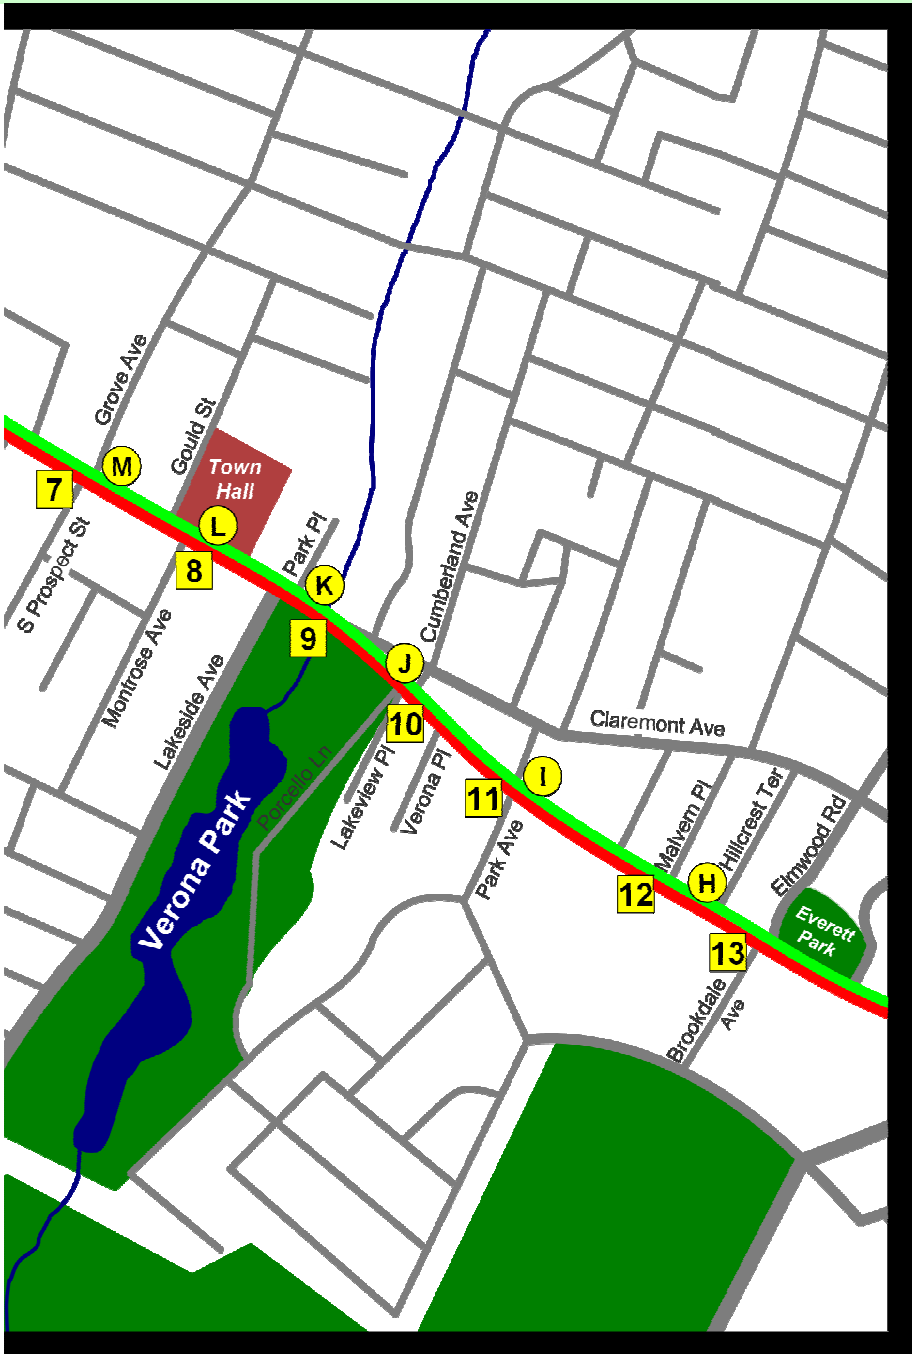 Grove Ave
M
Gould St
Town
Hall
7
L
Park Pl
S Prospect St
8
K
Cumberland Ave
9
J
Montrose Ave
Lakeside Ave
10
Claremont Ave
Porcello Ln
Lakeview Pl
Verona Pl
11
I
Verona Park
Park Ave
Malvern Pl
Hillcrest Ter
Elmwood Rd
12
H
Everett
Park
13
Brookdale
Ave